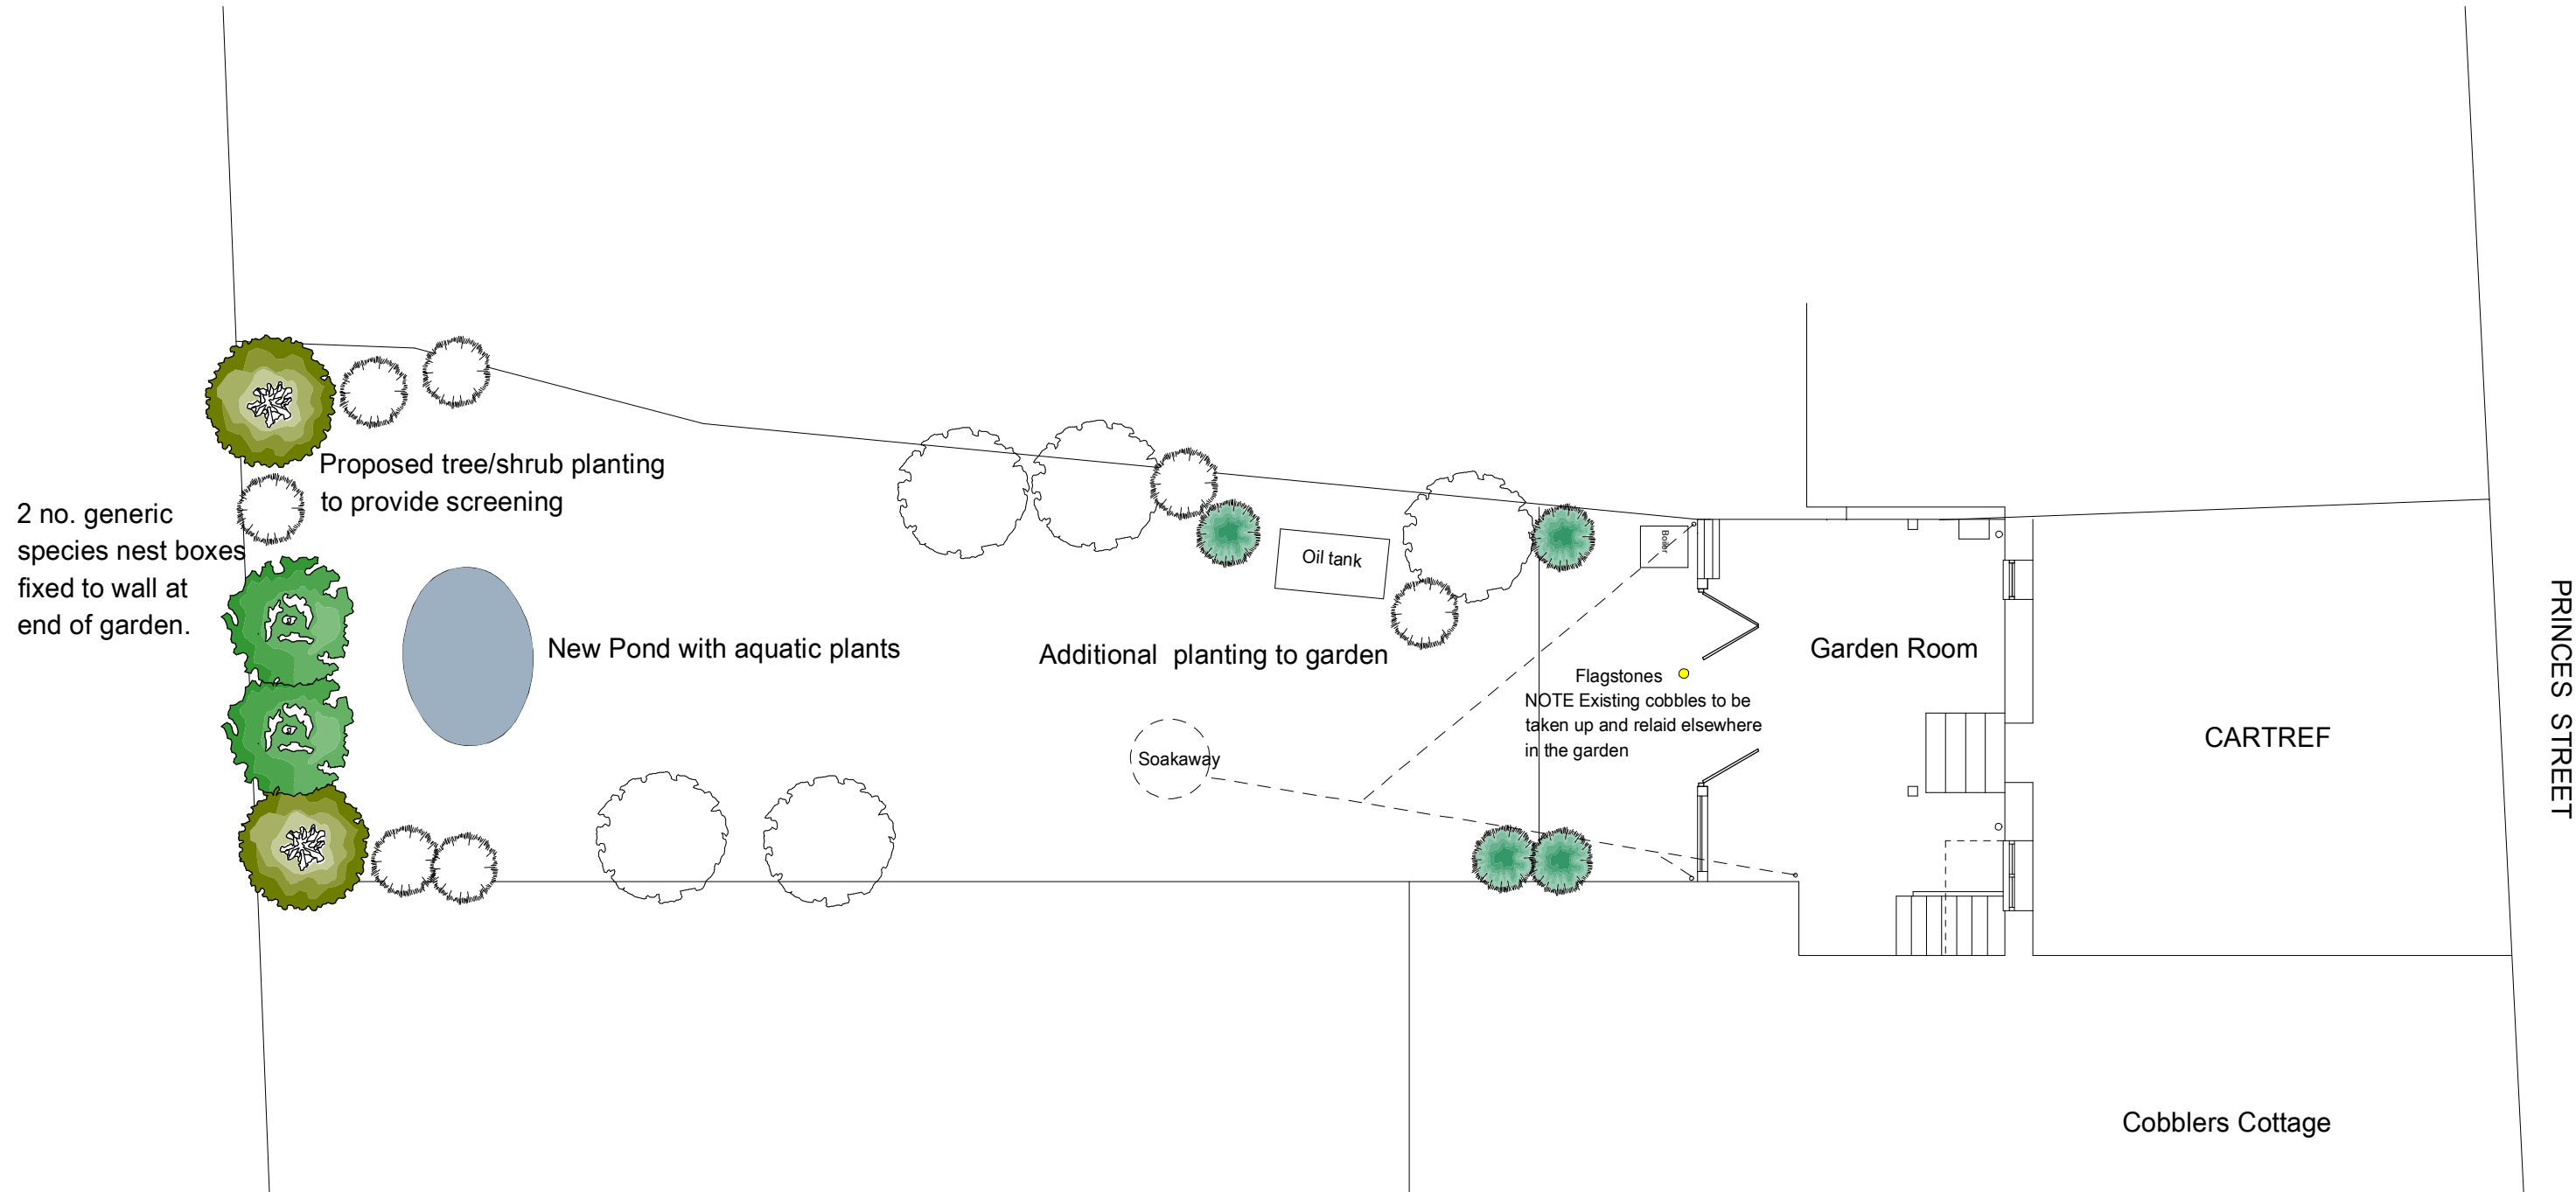 Proposed tree/shrub planting
to provide screening
2 no. generic
species nest boxes
fixed to wall at
end of garden.
New Pond with aquatic plants
Additional planting to garden
Oil tank
Boiler
Soakaway
Flagstones
NOTE Existing cobbles to be
taken up and relaid elsewhere
in the garden
Garden Room
CARTREF
PRINCES STREET
Cobblers Cottage